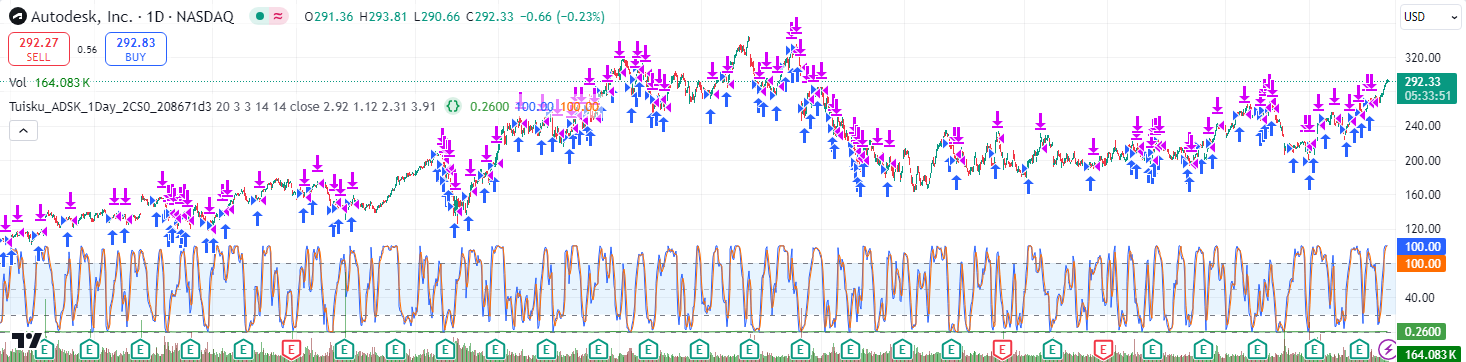 Autodesk, Inc. · 1D · NASDAQ O291.36 H293.81 L290.66 C292.33 −0.66 (−0.23%)
USD
292.27 0.56 292.83
SELL BUY
320.00
Vol 164.083 K
292.33
05:33:51
Tuisku_ADSK_1Day_2CS0_208671d3 20 3 3 14 14 close 2.92 1.12 2.31 3.91 0.2600 100.00 100.00
240.00
200.00
160.00
120.00
100.00
100.00
40.00
0.2600
E E E E E E E E E E E E E E E E E E E E E E E E E E E
164.083 K